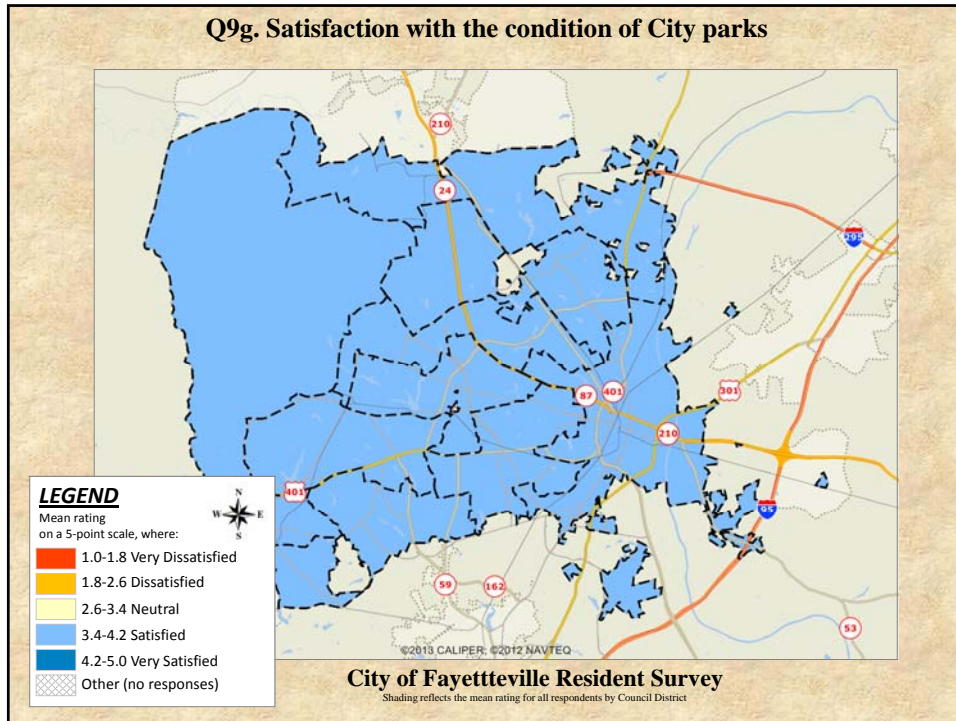 Q9g. Satisfaction with the condition of City parks
210
24
295
87
401
301
210
401
95
59
162
53
LEGEND
Mean rating
on a 5-point scale, where:
N
W E
S
1.0-1.8 Very Dissatisfied
1.8-2.6 Dissatisfied
2.6-3.4 Neutral
3.4-4.2 Satisfied
4.2-5.0 Very Satisfied
Other (no responses)
©2013 CALIPER; ©2012 NAVTEQ
City of Fayettteville Resident Survey
Shading reflects the mean rating for all respondents by Council District